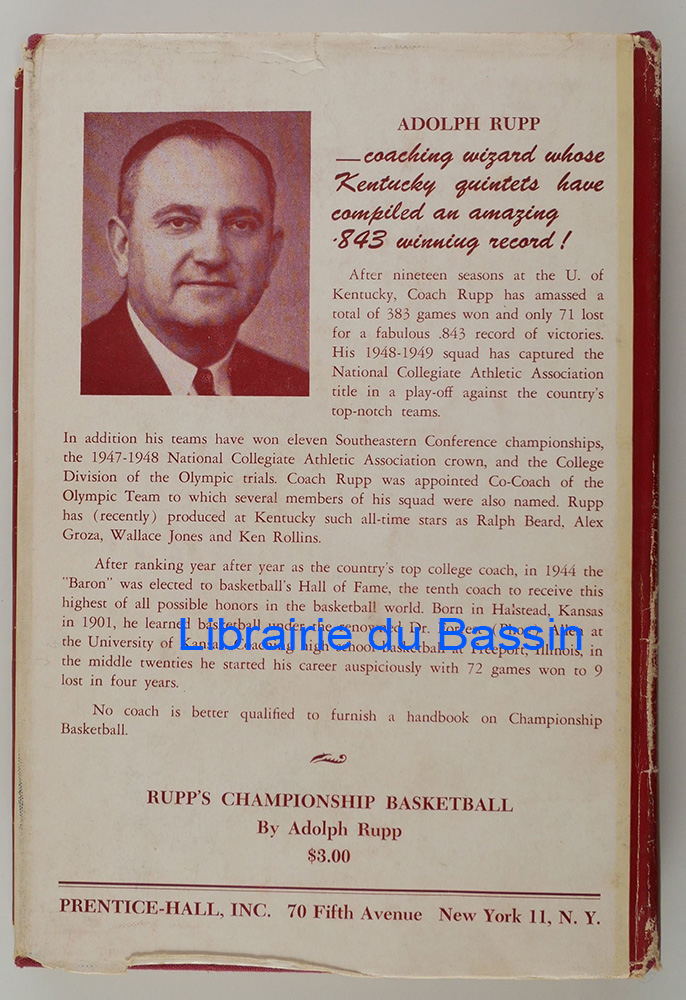 ADOLPH RUPP
—coaching wizard whose
Kentucky quintets have
compiled an amazing
.843 winning record!
After nineteen seasons at the U. of
Kentucky, Coach Rupp has amassed a
total of 383 games won and only 71 lost
for a fabulous .843 record of victories.
His 1948-1949 squad has captured the
National Collegiate Athletic Association
title in a play-off against the country's
top-notch teams.
In addition his teams have won eleven Southeastern Conference championships,
the 1947-1948 National Collegiate Athletic Association crown, and the College
Division of the Olympic trials. Coach Rupp was appointed Co-Coach of the
Olympic Team to which several members of his squad were also named. Rupp
has (recently) produced at Kentucky such all-time stars as Ralph Beard, Alex
Groza, Wallace Jones and Ken Rollins.
After ranking year after year as the country's top college coach, in 1944 the
"Baron" was elected to basketball's Hall of Fame, the tenth coach to receive this
highest of all possible honors in the basketball world. Born in Halstead, Kansas
in 1901, he learned basketball under the renowned Dr. Allen at
the University of Coaching high school basketball at Freeport, Illinois, in
the middle twenties he started his career auspiciously with 72 games won to 9
lost in four years.
No coach is better qualified to furnish a handbook on Championship
Basketball.
RUPP'S CHAMPIONSHIP BASKETBALL
By Adolph Rupp
$3.00
PRENTICE-HALL, INC. 70 Fifth Avenue New York 11, N. Y.
Librairie du Bassin